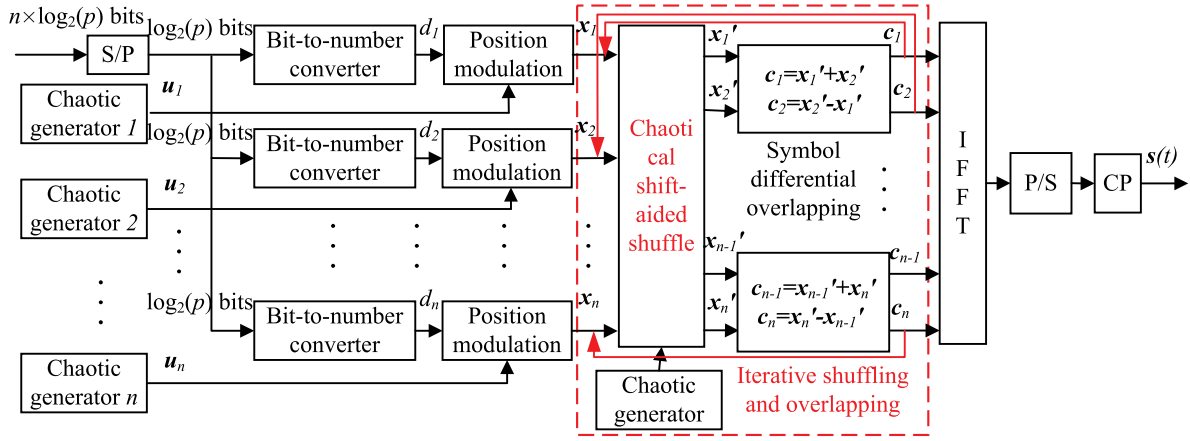 n×log2(p) bits
S/P
log2(p) bits
Bit-to-number
converter
d1
Position
modulation
x1
u1
Chaotic
generator 1
log2(p) bits
Bit-to-number
converter
d2
Position
modulation
x2
u2
Chaotic
generator 2
log2(p) bits
Bit-to-number
converter
dn
Position
modulation
xn
un
Chaotic
generator n
Chaoti
cal
shift-
aided
shuffle
Chaotic
generator
x1'
x2'
c1=x1'+x2'
c2=x2'-x1'
c1
c2
Symbol
differential
overlapping
xn-1'
xn'
cn-1=xn-1'+xn'
cn=xn'-xn-1'
cn-1
cn
Iterative shuffling
and overlapping
I
F
F
T
P/S
CP
s(t)